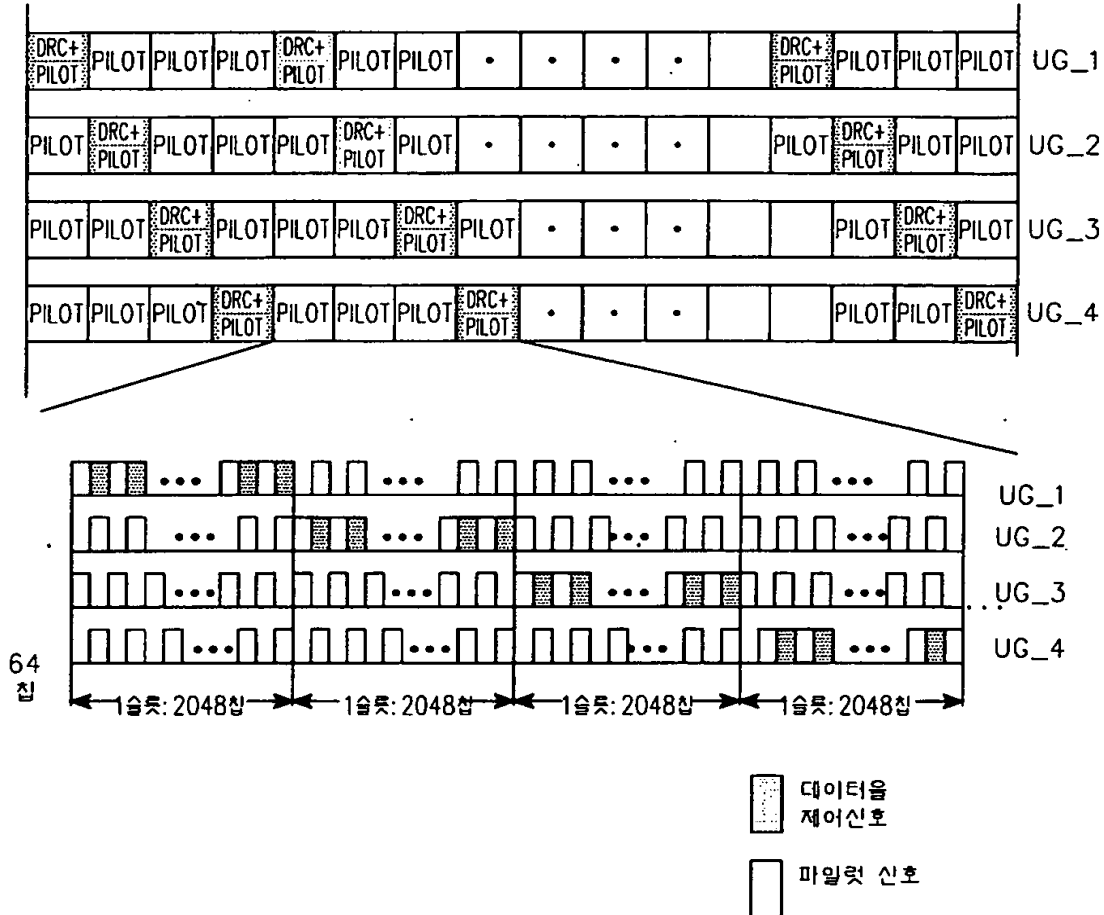 DRC+ PILOT PILOT PILOT PILOT DRC+ PILOT PILOT PILOT • • • • DRC+ PILOT PILOT PILOT PILOT UG_1
PILOT DRC+ PILOT PILOT PILOT PILOT DRC+ PILOT PILOT • • • • PILOT DRC+ PILOT PILOT PILOT UG_2
PILOT PILOT DRC+ PILOT PILOT PILOT PILOT DRC+ PILOT PILOT • • • PILOT DRC+ PILOT PILOT UG_3
PILOT PILOT PILOT DRC+ PILOT PILOT PILOT PILOT DRC+ PILOT • • • PILOT PILOT DRC+ PILOT UG_4
••• ••• ••• ••• UG_1
••• ••• ••• ••• UG_2
••• ••• ••• ••• UG_3
••• ••• ••• ••• UG_4
64
칩
1슬롯: 2048칩 1슬롯: 2048칩 1슬롯: 2048칩 1슬롯: 2048칩
데이터율
제어신호
파일럿 신호